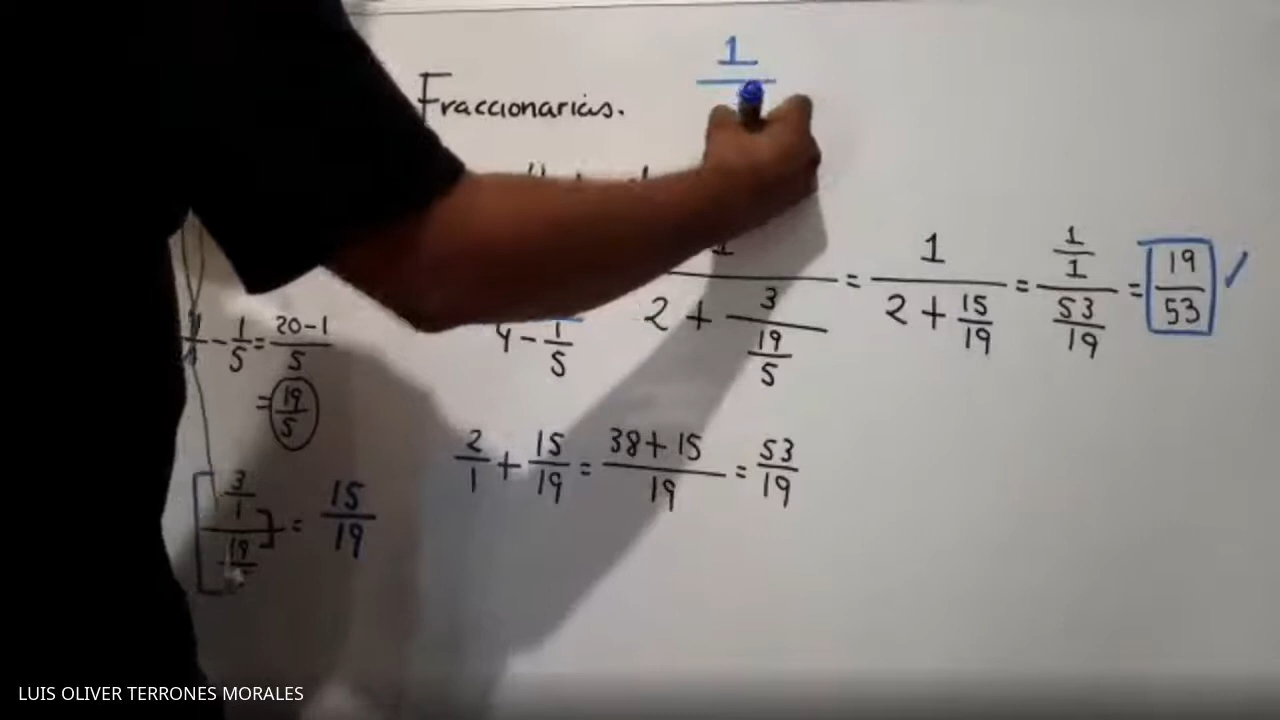 1
Fraccionarias.
1/(2 + 3/(19/5)) = 1/(2 + 15/19) = (1/1)/(53/19) = 19/53 ✓
4 - 1/5
- 1/5 = (20-1)/5
= 19/5
2/1 + 15/19 = (38+15)/19 = 53/19
[(3/1)/(19/ )] = 15/19
LUIS OLIVER TERRONES MORALES